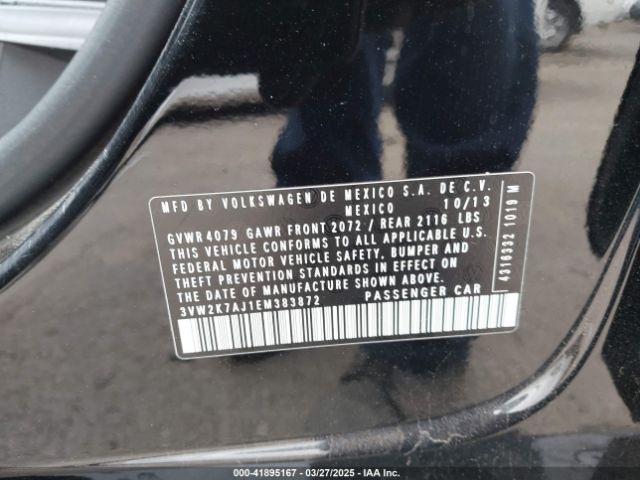 MFD BY VOLKSWAGEN DE MEXICO S.A. DE C.V.
MEXICO 10/13
GVWR 4079 GAWR FRONT 2072 / REAR 2116 LBS
THIS VEHICLE CONFORMS TO ALL APPLICABLE U.S.
FEDERAL MOTOR VEHICLE SAFETY, BUMPER AND
THEFT PREVENTION STANDARDS IN EFFECT ON
THE DATE OF MANUFACTURE SHOWN ABOVE
3VW2K7AJ1EM383872 PASSENGER CAR
4316332 1019 M
000-41895167 - 03/27/2025 - IAA Inc.